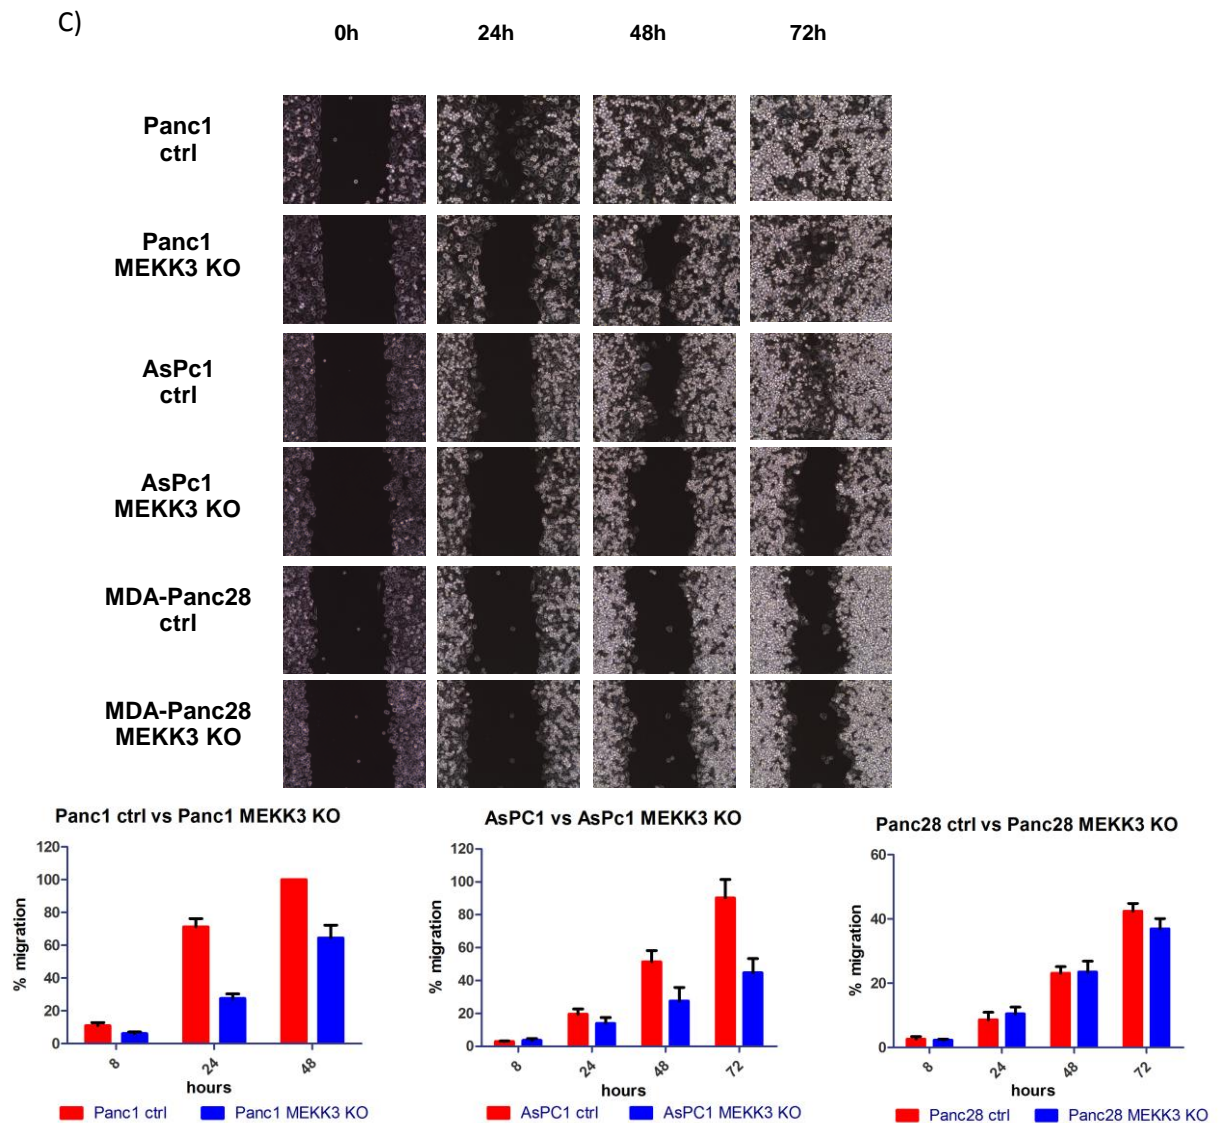 C)
0h 24h 48h 72h
Panc1
ctrl
Panc1
MEKK3 KO
AsPc1
ctrl
AsPc1
MEKK3 KO
MDA-Panc28
ctrl
MDA-Panc28
MEKK3 KO
Panc1 ctrl vs Panc1 MEKK3 KO
120
100
80
60
40
20
0
% migration
8 24 48
hours
Panc1 ctrl Panc1 MEKK3 KO
AsPC1 vs AsPc1 MEKK3 KO
120
100
80
60
40
20
0
% migration
8 24 48 72
hours
AsPC1 ctrl AsPC1 MEKK3 KO
Panc28 ctrl vs Panc28 MEKK3 KO
60
40
20
0
% migration
8 24 48 72
hours
Panc28 ctrl Panc28 MEKK3 KO